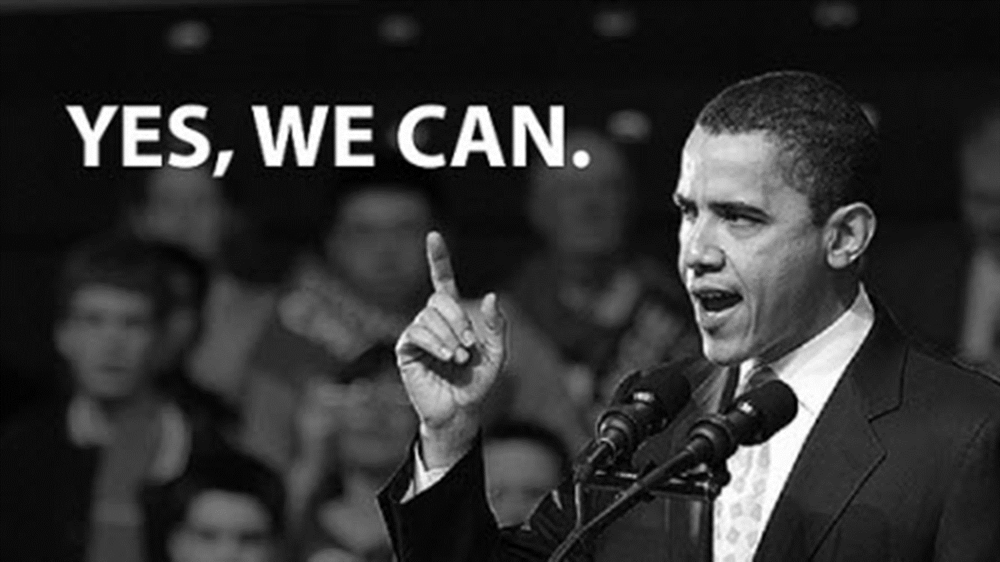 YES, WE CAN.